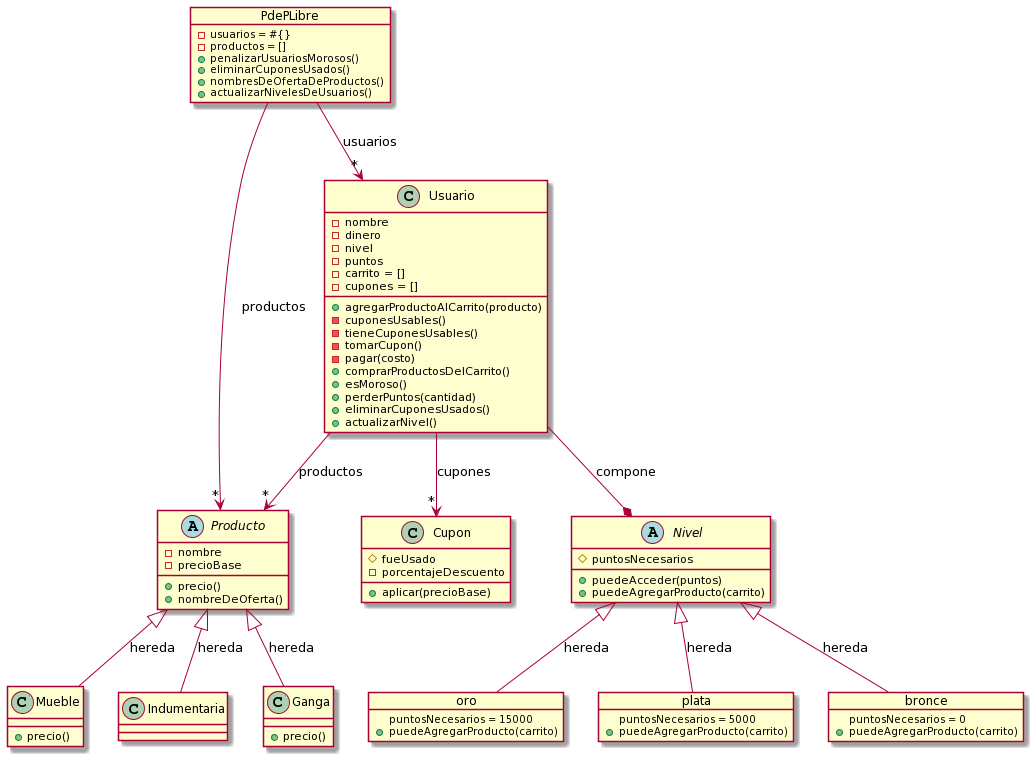 PdePLibre
usuarios = #{}
productos = []
penalizarUsuariosMorosos()
eliminarCuponesUsados()
nombresDeOfertaDeProductos()
actualizarNivelesDeUsuarios()
usuarios
*
C Usuario
nombre
dinero
nivel
puntos
carrito = []
cupones = []
agregarProductoAlCarrito(producto)
cuponesUsables()
tieneCuponesUsables()
tomarCupon()
pagar(costo)
comprarProductosDelCarrito()
esMoroso()
perderPuntos(cantidad)
eliminarCuponesUsados()
actualizarNivel()
productos
productos
cupones
compone
*
*
*
A Producto
nombre
precioBase
precio()
nombreDeOferta()
C Cupon
fueUsado
porcentajeDescuento
aplicar(precioBase)
A Nivel
puntosNecesarios
puedeAcceder(puntos)
puedeAgregarProducto(carrito)
hereda
hereda
hereda
hereda
hereda
hereda
C Mueble
precio()
C Indumentaria
C Ganga
precio()
oro
puntosNecesarios = 15000
puedeAgregarProducto(carrito)
plata
puntosNecesarios = 5000
puedeAgregarProducto(carrito)
bronce
puntosNecesarios = 0
puedeAgregarProducto(carrito)